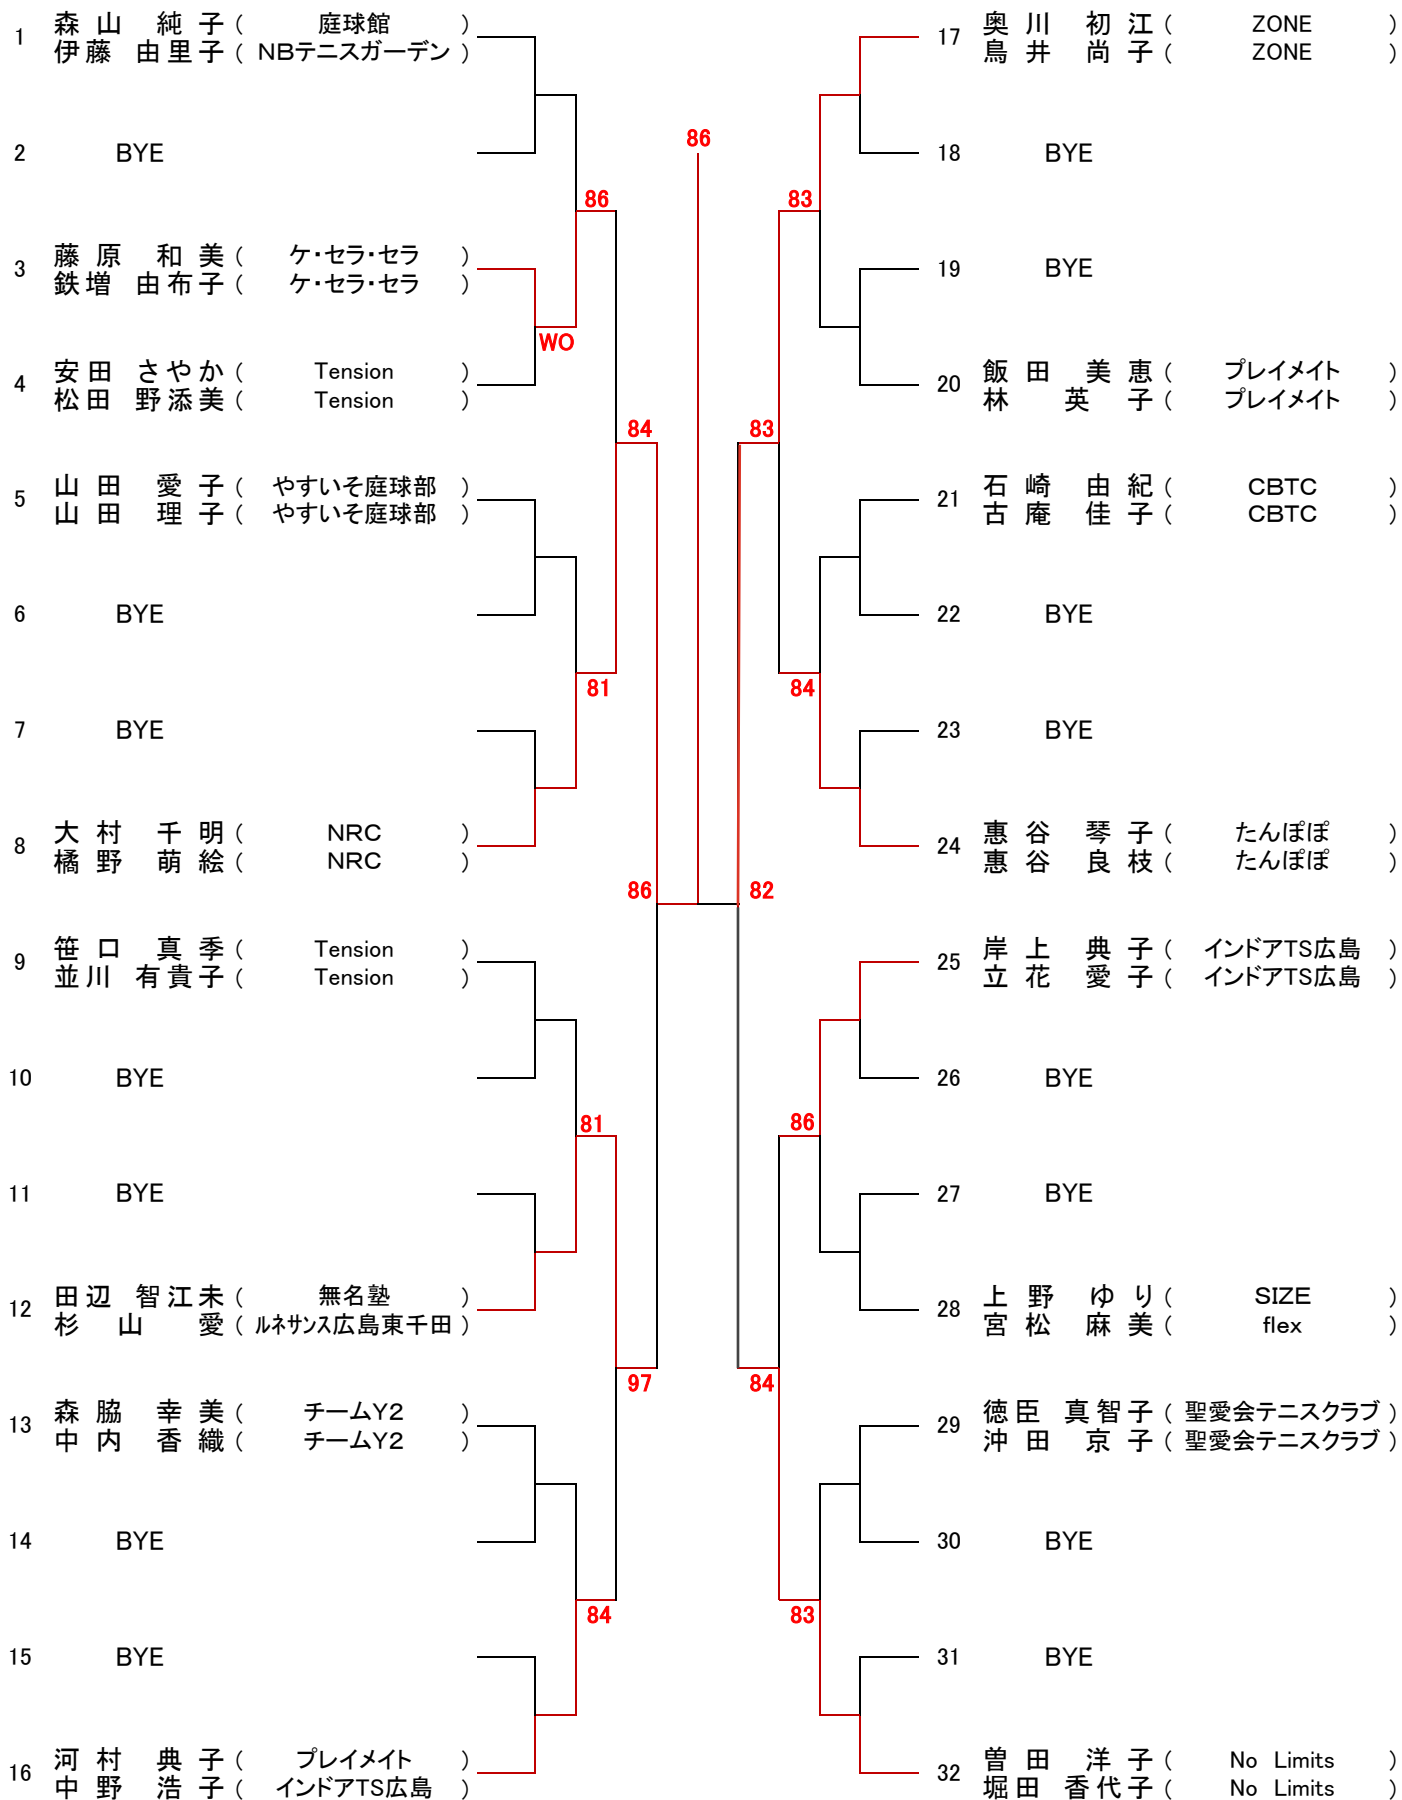 1 森山 純子 ( 庭球館 )
伊藤 由里子 ( NBテニスガーデン )
2 BYE
3 藤原 和美 ( ケ・セラ・セラ )
鉄増 由布子 ( ケ・セラ・セラ )
4 安田 さやか ( Tension )
松田 野添美 ( Tension )
5 山田 愛子 ( やすいそ庭球部 )
山田 理子 ( やすいそ庭球部 )
6 BYE
7 BYE
8 大村 千明 ( NRC )
橘野 萌絵 ( NRC )
9 笹口 真季 ( Tension )
並川 有貴子 ( Tension )
10 BYE
11 BYE
12 田辺 智江未 ( 無名塾 )
杉山 愛 ( ルネサンス広島東千田 )
13 森脇 幸美 ( チームY2 )
中内 香織 ( チームY2 )
14 BYE
15 BYE
16 河村 典子 ( プレイメイト )
中野 浩子 ( インドアTS広島 )
86
WO
84
81
86
81
97
84
86
83
83
84
82
86
84
83
17 奥川 初江 ( ZONE )
鳥井 尚子 ( ZONE )
18 BYE
19 BYE
20 飯田 美恵 ( プレイメイト )
林 英子 ( プレイメイト )
21 石崎 由紀 ( CBTC )
古庵 佳子 ( CBTC )
22 BYE
23 BYE
24 惠谷 琴子 ( たんぽぽ )
惠谷 良枝 ( たんぽぽ )
25 岸上 典子 ( インドアTS広島 )
立花 愛子 ( インドアTS広島 )
26 BYE
27 BYE
28 上野 ゆり ( SIZE )
宮松 麻美 ( flex )
29 徳臣 真智子 ( 聖愛会テニスクラブ )
沖田 京子 ( 聖愛会テニスクラブ )
30 BYE
31 BYE
32 曽田 洋子 ( No Limits )
堀田 香代子 ( No Limits )